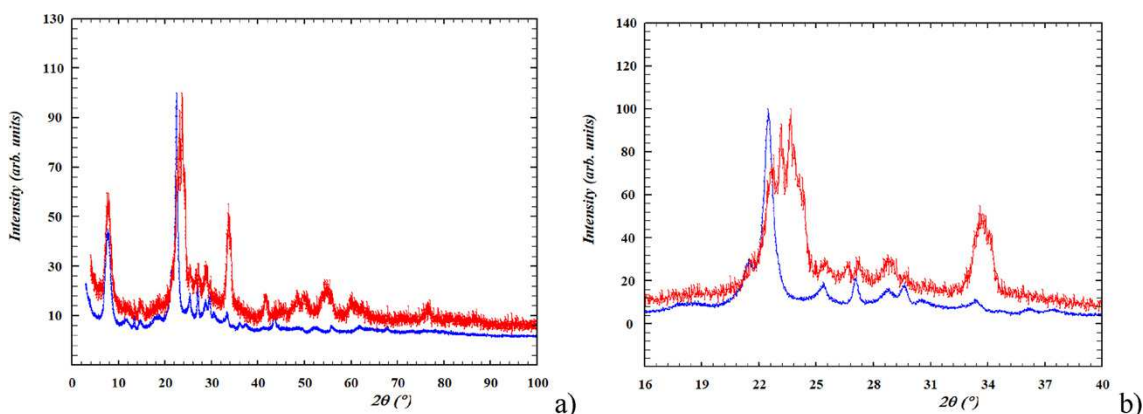 130
110
90
70
50
30
10
Intensity (arb. units)
0 10 20 30 40 50 60 70 80 90 100
2θ (°)
a)
140
120
100
80
60
40
20
0
Intensity (arb. units)
16 19 22 25 28 31 34 37 40
2θ (°)
b)